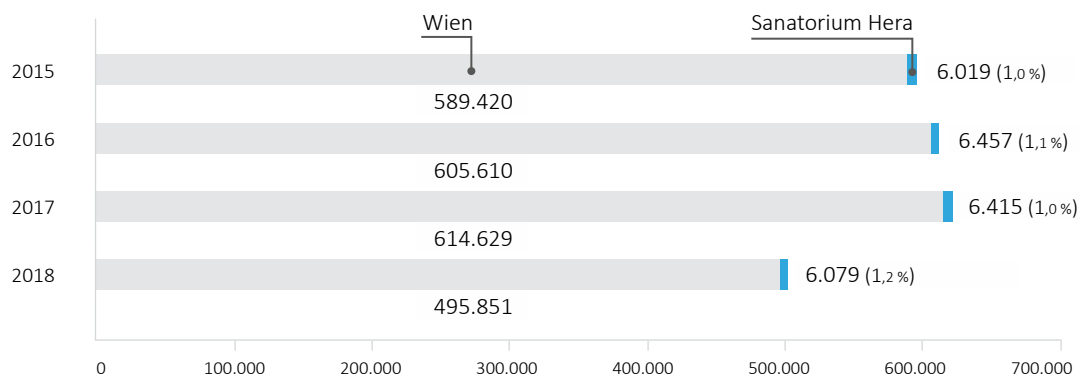 Wien
Sanatorium Hera
2015
6.019 (1,0 %)
589.420
2016
6.457 (1,1 %)
605.610
2017
6.415 (1,0 %)
614.629
2018
6.079 (1,2 %)
495.851
0 100.000 200.000 300.000 400.000 500.000 600.000 700.000